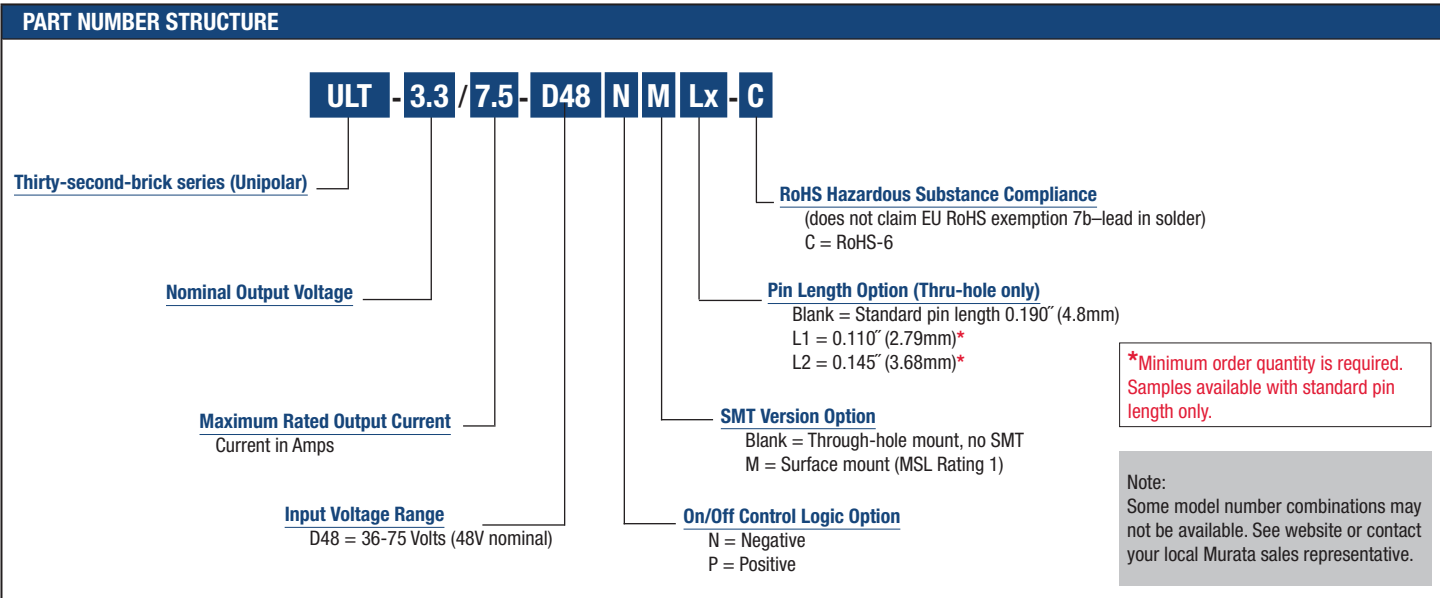 PART NUMBER STRUCTURE
ULT - 3.3 / 7.5 - D48 N M Lx - C
Thirty-second-brick series (Unipolar)
RoHS Hazardous Substance Compliance
(does not claim EU RoHS exemption 7b–lead in solder)
C = RoHS-6
Nominal Output Voltage
Pin Length Option (Thru-hole only)
Blank = Standard pin length 0.190˝ (4.8mm)
L1 = 0.110˝ (2.79mm)*
L2 = 0.145˝ (3.68mm)*
*Minimum order quantity is required.
Samples available with standard pin
length only.
Maximum Rated Output Current
Current in Amps
SMT Version Option
Blank = Through-hole mount, no SMT
M = Surface mount (MSL Rating 1)
Input Voltage Range
D48 = 36-75 Volts (48V nominal)
On/Off Control Logic Option
N = Negative
P = Positive
Note:
Some model number combinations may
not be available. See website or contact
your local Murata sales representative.